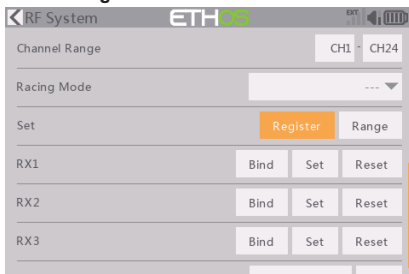 RF System ETHOS EXT
Channel Range CH1 - CH24
Racing Mode ---
Set Register Range
RX1 Bind Set Reset
RX2 Bind Set Reset
RX3 Bind Set Reset